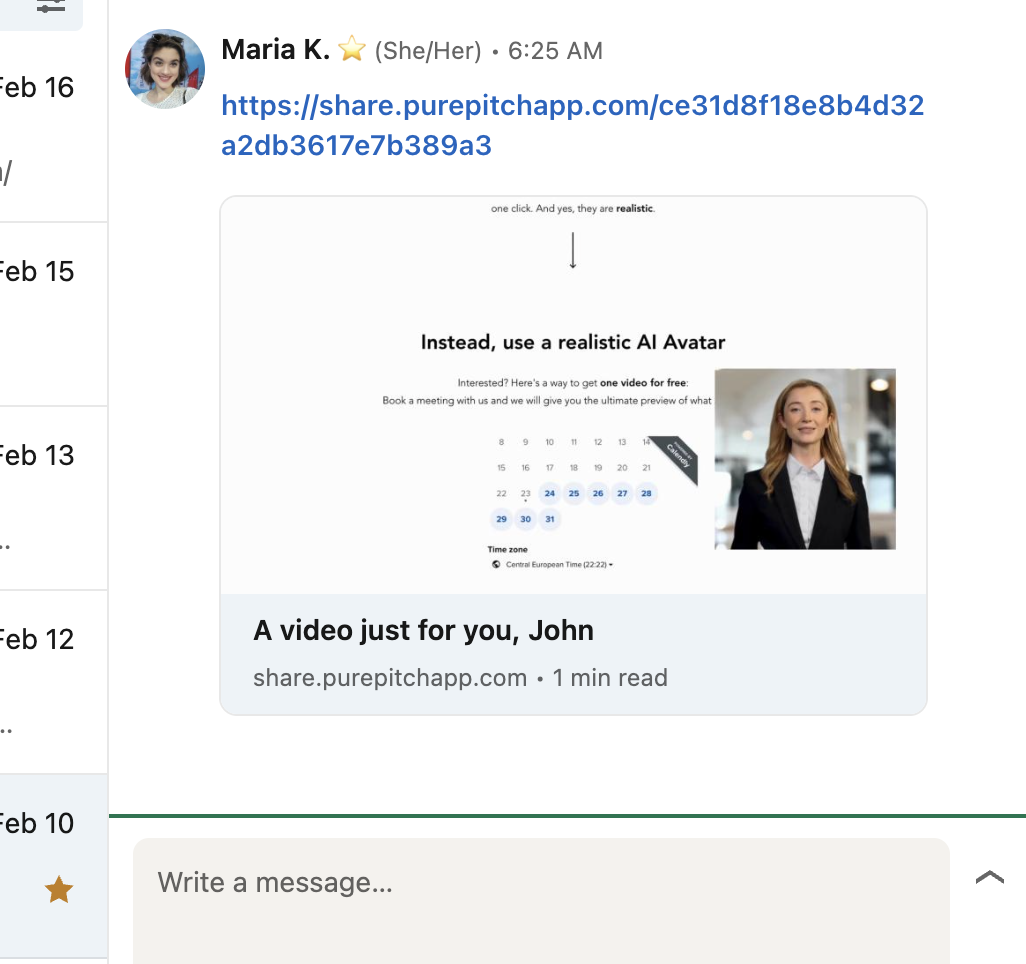 Feb 16
/
Feb 15
Feb 13
..
Feb 12
..
Feb 10
Maria K. ⭐ (She/Her) • 6:25 AM
https://share.purepitchapp.com/ce31d8f18e8b4d32
a2db3617e7b389a3
one click. And yes, they are realistic.
Instead, use a realistic AI Avatar
Interested? Here's a way to get one video for free:
Book a meeting with us and we will give you the ultimate preview of what
8 9 10 11 12 13 14
POWERED BY
Calendly
15 16 17 18 19 20 21
22 23 24 25 26 27 28
29 30 31
Time zone
Central European Time (22:22)
A video just for you, John
share.purepitchapp.com • 1 min read
Write a message...